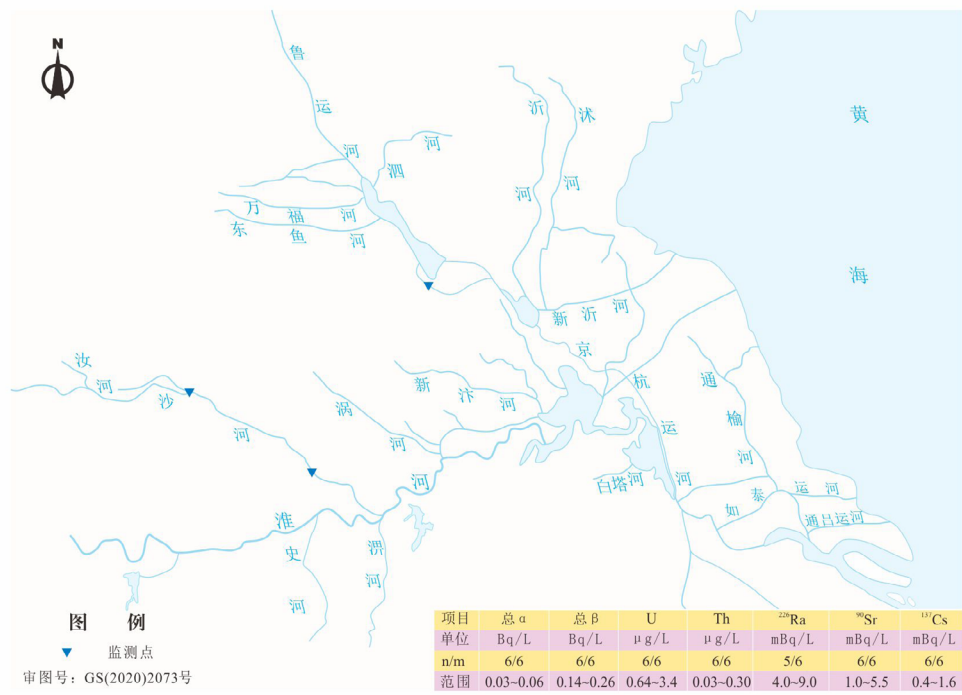 N
鲁运河
泗河
沂河
沭河
黄海
万福河
东鱼河
新沂河
京杭运河
通榆河
汝河
沙河
涡河
新汴河
淮河
白塔河
如泰运河
通吕运河
史河
淠河
图 例
监测点
审图号：GS(2020)2073号
项目 总α 总β U Th ²²⁶Ra ⁹⁰Sr ¹³⁷Cs
单位 Bq/L Bq/L μg/L μg/L mBq/L mBq/L mBq/L
n/m 6/6 6/6 6/6 6/6 5/6 6/6 6/6
范围 0.03~0.06 0.14~0.26 0.64~3.4 0.03~0.30 4.0~9.0 1.0~5.5 0.4~1.6